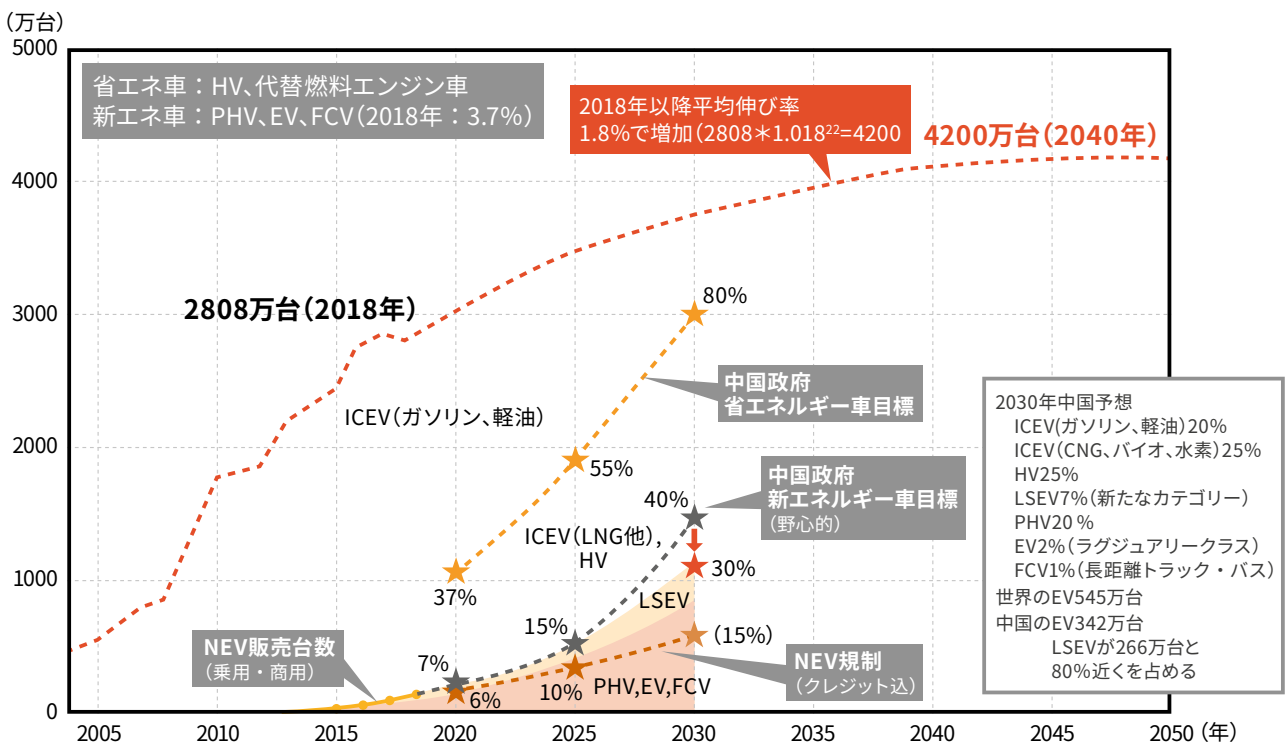 （万台）
5000
4000
3000
2000
1000
0
省エネ車：HV、代替燃料エンジン車
新エネ車：PHV、EV、FCV（2018年：3.7%）
2018年以降平均伸び率
1.8%で増加（2808＊1.018²²=4200
4200万台（2040年）
2808万台（2018年）
80%
中国政府
省エネルギー車目標
ICEV（ガソリン、軽油）
55%
中国政府
新エネルギー車目標
（野心的）
40%
ICEV（LNG他）,
HV
37%
30%
LSEV
15%
（15%）
NEV販売台数
（乗用・商用）
7%
NEV規制
（クレジット込）
6%
10%
PHV,EV,FCV
2030年中国予想
ICEV(ガソリン、軽油）20%
ICEV（CNG、バイオ、水素）25%
HV25%
LSEV7%（新たなカテゴリー）
PHV20 %
EV2%（ラグジュアリークラス）
FCV1%（長距離トラック・バス）
世界のEV545万台
中国のEV342万台
LSEVが266万台と
80%近くを占める
2005 2010 2015 2020 2025 2030 2035 2040 2045 2050（年）